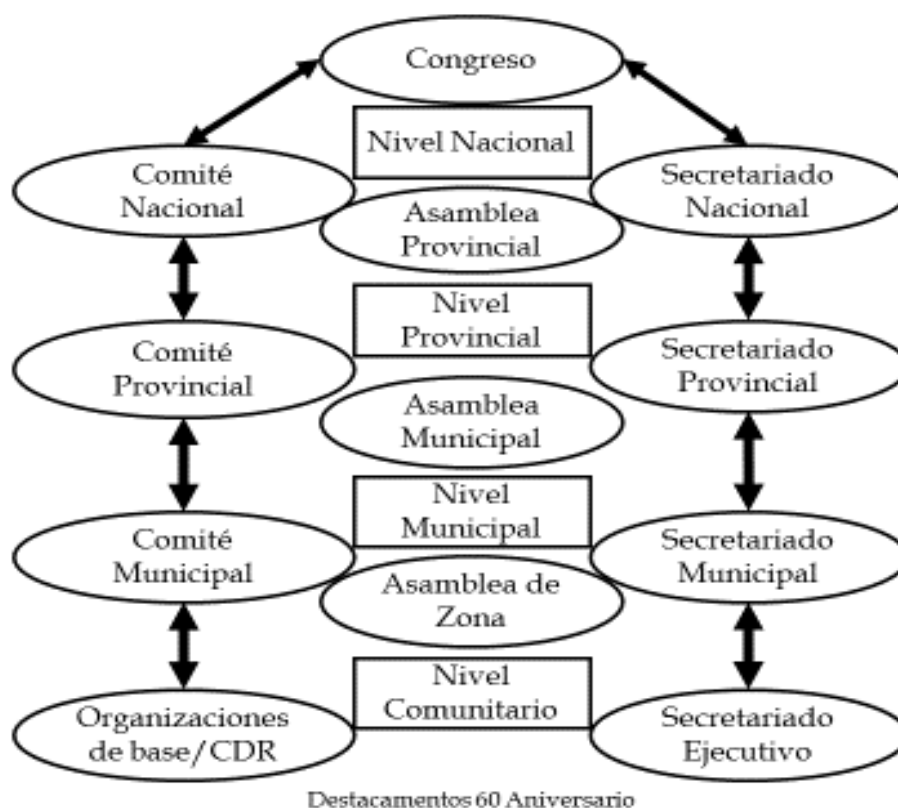 Congreso
Nivel Nacional
Comité
Nacional
Secretariado
Nacional
Asamblea
Provincial
Nivel
Provincial
Comité
Provincial
Secretariado
Provincial
Asamblea
Municipal
Nivel
Municipal
Comité
Municipal
Secretariado
Municipal
Asamblea de
Zona
Nivel
Comunitario
Organizaciones
de base/CDR
Secretariado
Ejecutivo
Destacamentos 60 Aniversario